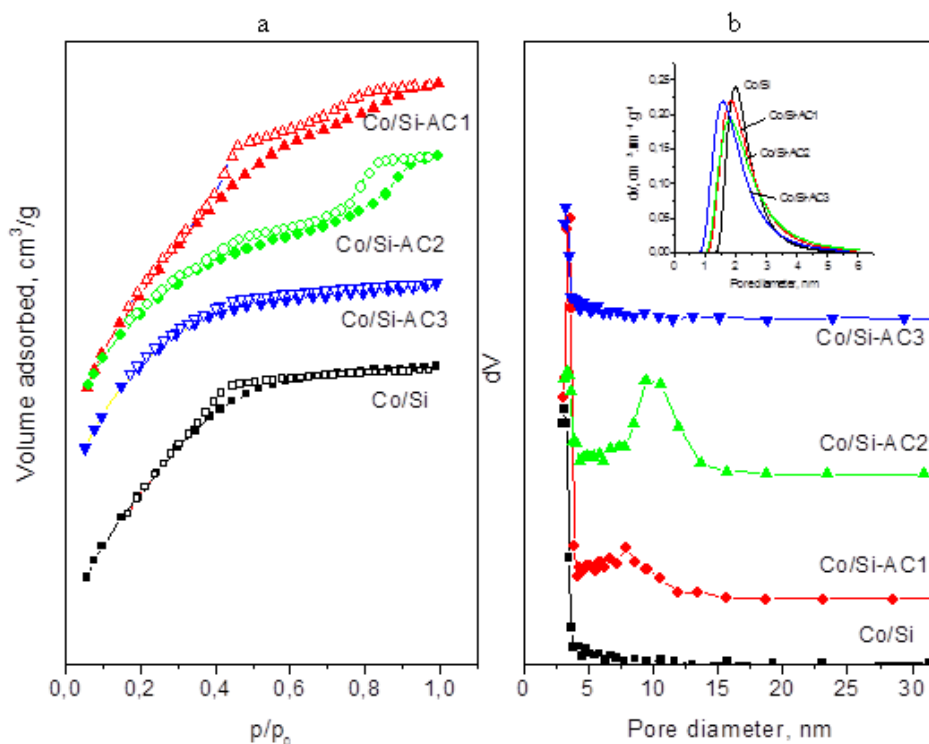 a
Volume adsorbed, cm³/g
Co/Si-AC1
Co/Si-AC2
Co/Si-AC3
Co/Si
0,0 0,2 0,4 0,6 0,8 1,0
p/p₀
b
dV
0,25
0,20
0,15
0,10
0,05
0,00
0 1 2 3 4 5 6
Pore diameter, nm
Co/Si
Co/Si-AC1
Co/Si-AC2
Co/Si-AC3
Co/Si-AC3
Co/Si-AC2
Co/Si-AC1
Co/Si
0 5 10 15 20 25 30
Pore diameter, nm